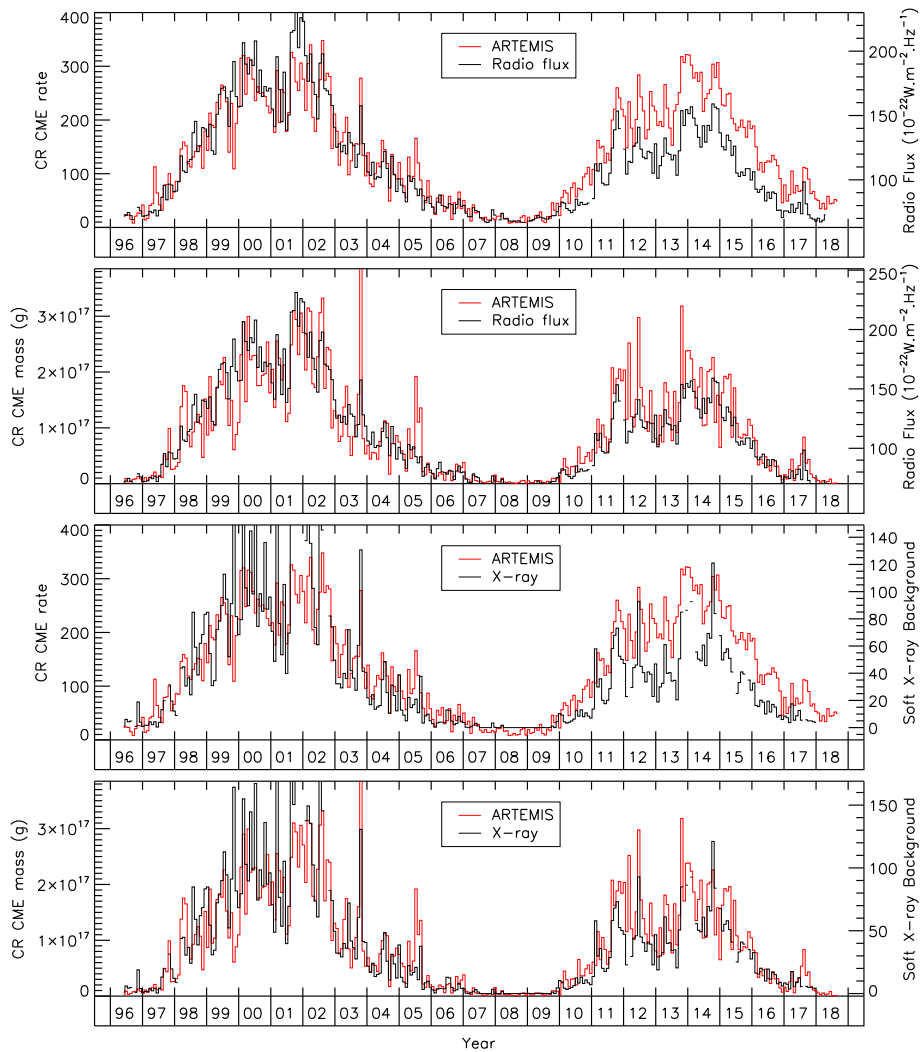 CR CME rate
400
300
200
100
0
ARTEMIS
Radio flux
200
150
100
Radio Flux (10⁻²²W.m⁻².Hz⁻¹)
96 97 98 99 00 01 02 03 04 05 06 07 08 09 10 11 12 13 14 15 16 17 18
CR CME mass (g)
3×10¹⁷
2×10¹⁷
1×10¹⁷
0
ARTEMIS
Radio flux
250
200
150
100
Radio Flux (10⁻²²W.m⁻².Hz⁻¹)
96 97 98 99 00 01 02 03 04 05 06 07 08 09 10 11 12 13 14 15 16 17 18
CR CME rate
400
300
200
100
0
ARTEMIS
X-ray
140
120
100
80
60
40
20
0
Soft X-ray Background
96 97 98 99 00 01 02 03 04 05 06 07 08 09 10 11 12 13 14 15 16 17 18
CR CME mass (g)
3×10¹⁷
2×10¹⁷
1×10¹⁷
0
ARTEMIS
X-ray
150
100
50
0
Soft X-ray Background
96 97 98 99 00 01 02 03 04 05 06 07 08 09 10 11 12 13 14 15 16 17 18
Year